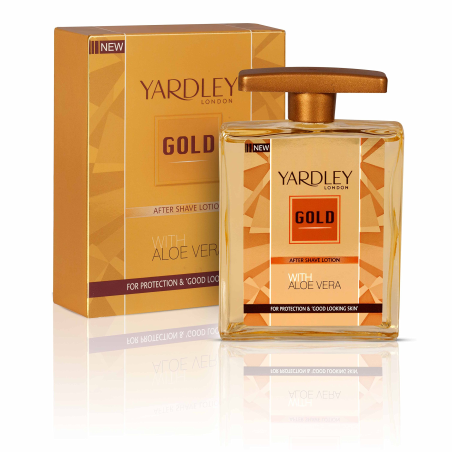 NEW
YARDLEY
LONDON
GOLD
AFTER SHAVE LOTION
WITH
ALOE VERA
FOR PROTECTION & 'GOOD LOO
NEW
YARDLEY
LONDON
GOLD
AFTER SHAVE LOTION
WITH
ALOE VERA
FOR PROTECTION & 'GOOD LOOKING SKIN'